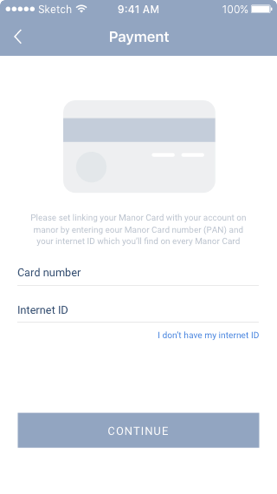 Sketch 9:41 AM 100%
Payment
Please set linking your Manor Card with your account on
manor by entering eour Manor Card number (PAN) and
your internet ID which you'll find on every Manor Card
Card number
Internet ID
I don't have my internet ID
CONTINUE